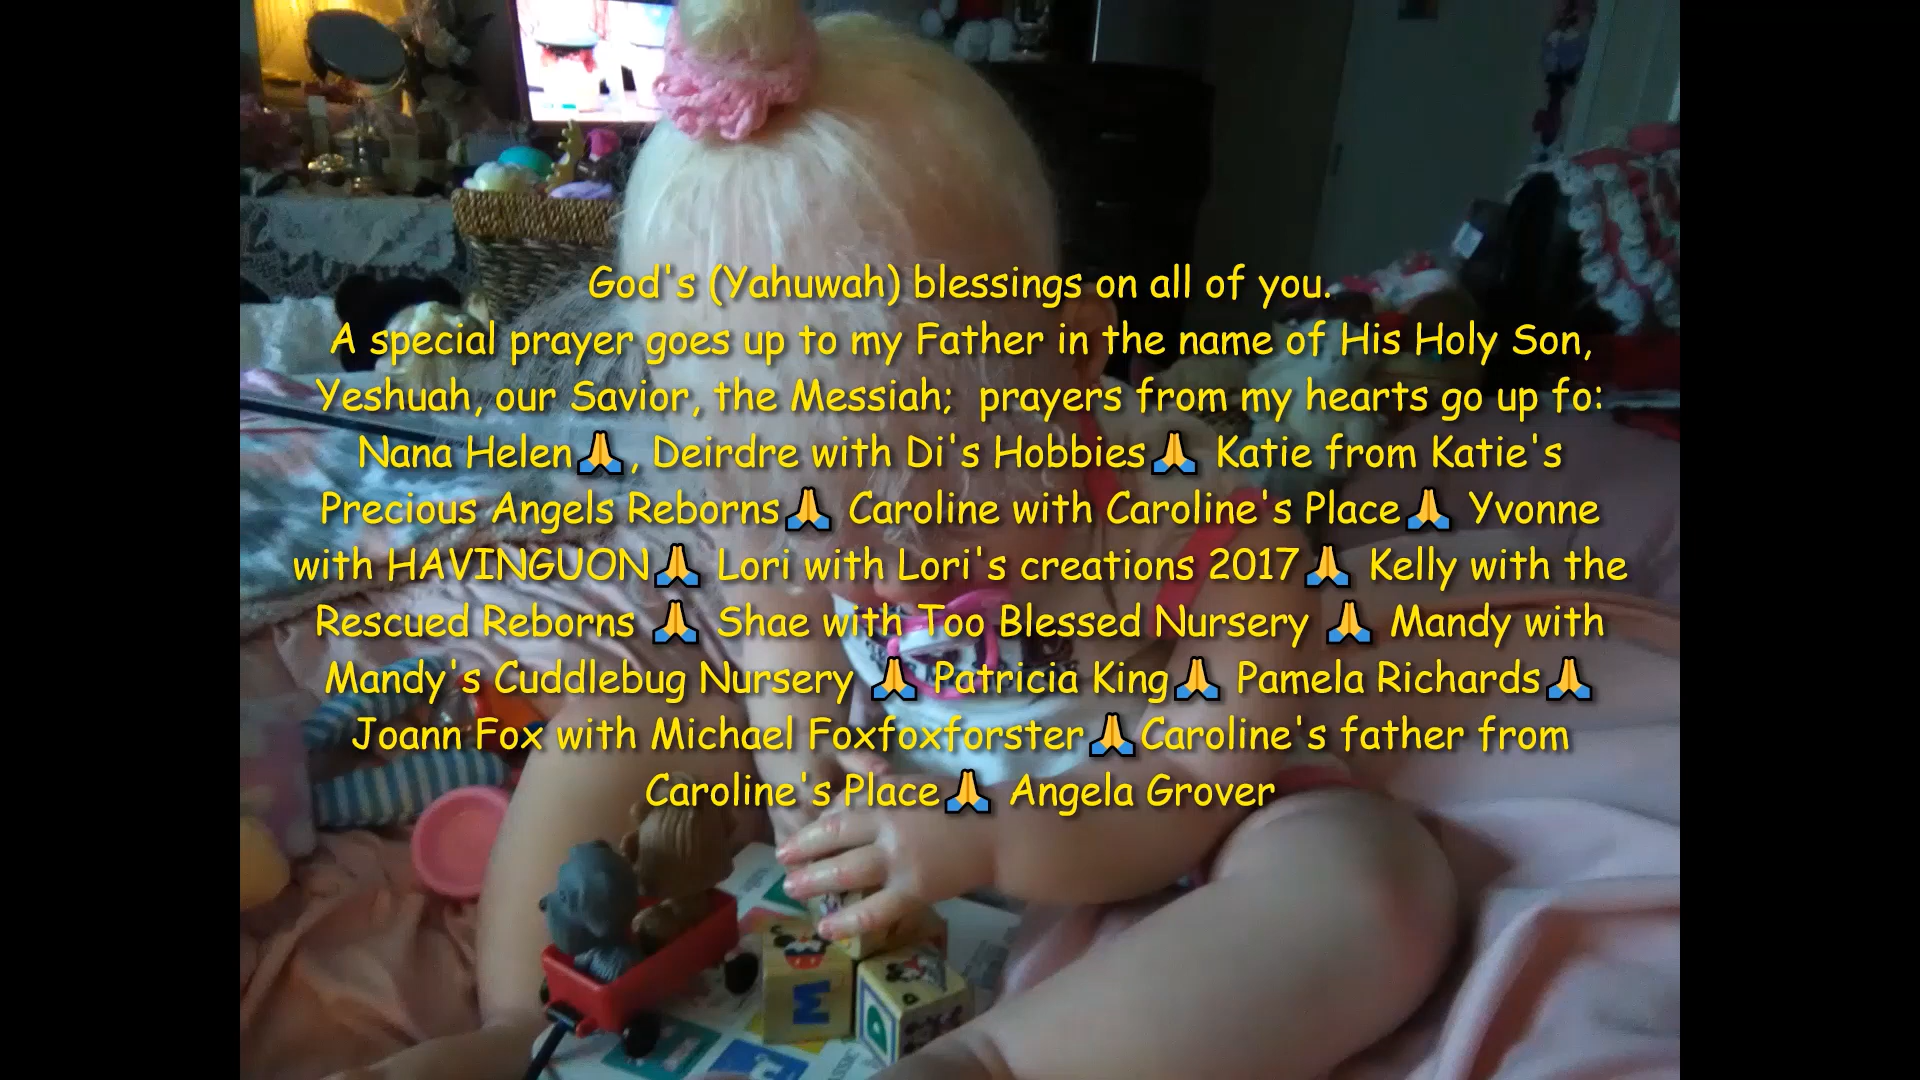 God's (Yahuwah) blessings on all of you.
A special prayer goes up to my Father in the name of His Holy Son,
Yeshuah, our Savior, the Messiah;  prayers from my hearts go up fo:
Nana Helen🙏, Deirdre with Di's Hobbies🙏 Katie from Katie's
Precious Angels Reborns🙏 Caroline with Caroline's Place🙏 Yvonne
with HAVINGUON🙏 Lori with Lori's creations 2017🙏 Kelly with the
Rescued Reborns 🙏 Shae with Too Blessed Nursery 🙏 Mandy with
Mandy's Cuddlebug Nursery 🙏 Patricia King🙏 Pamela Richards🙏
Joann Fox with Michael Foxfoxforster🙏Caroline's father from
Caroline's Place🙏 Angela Grover
M
D